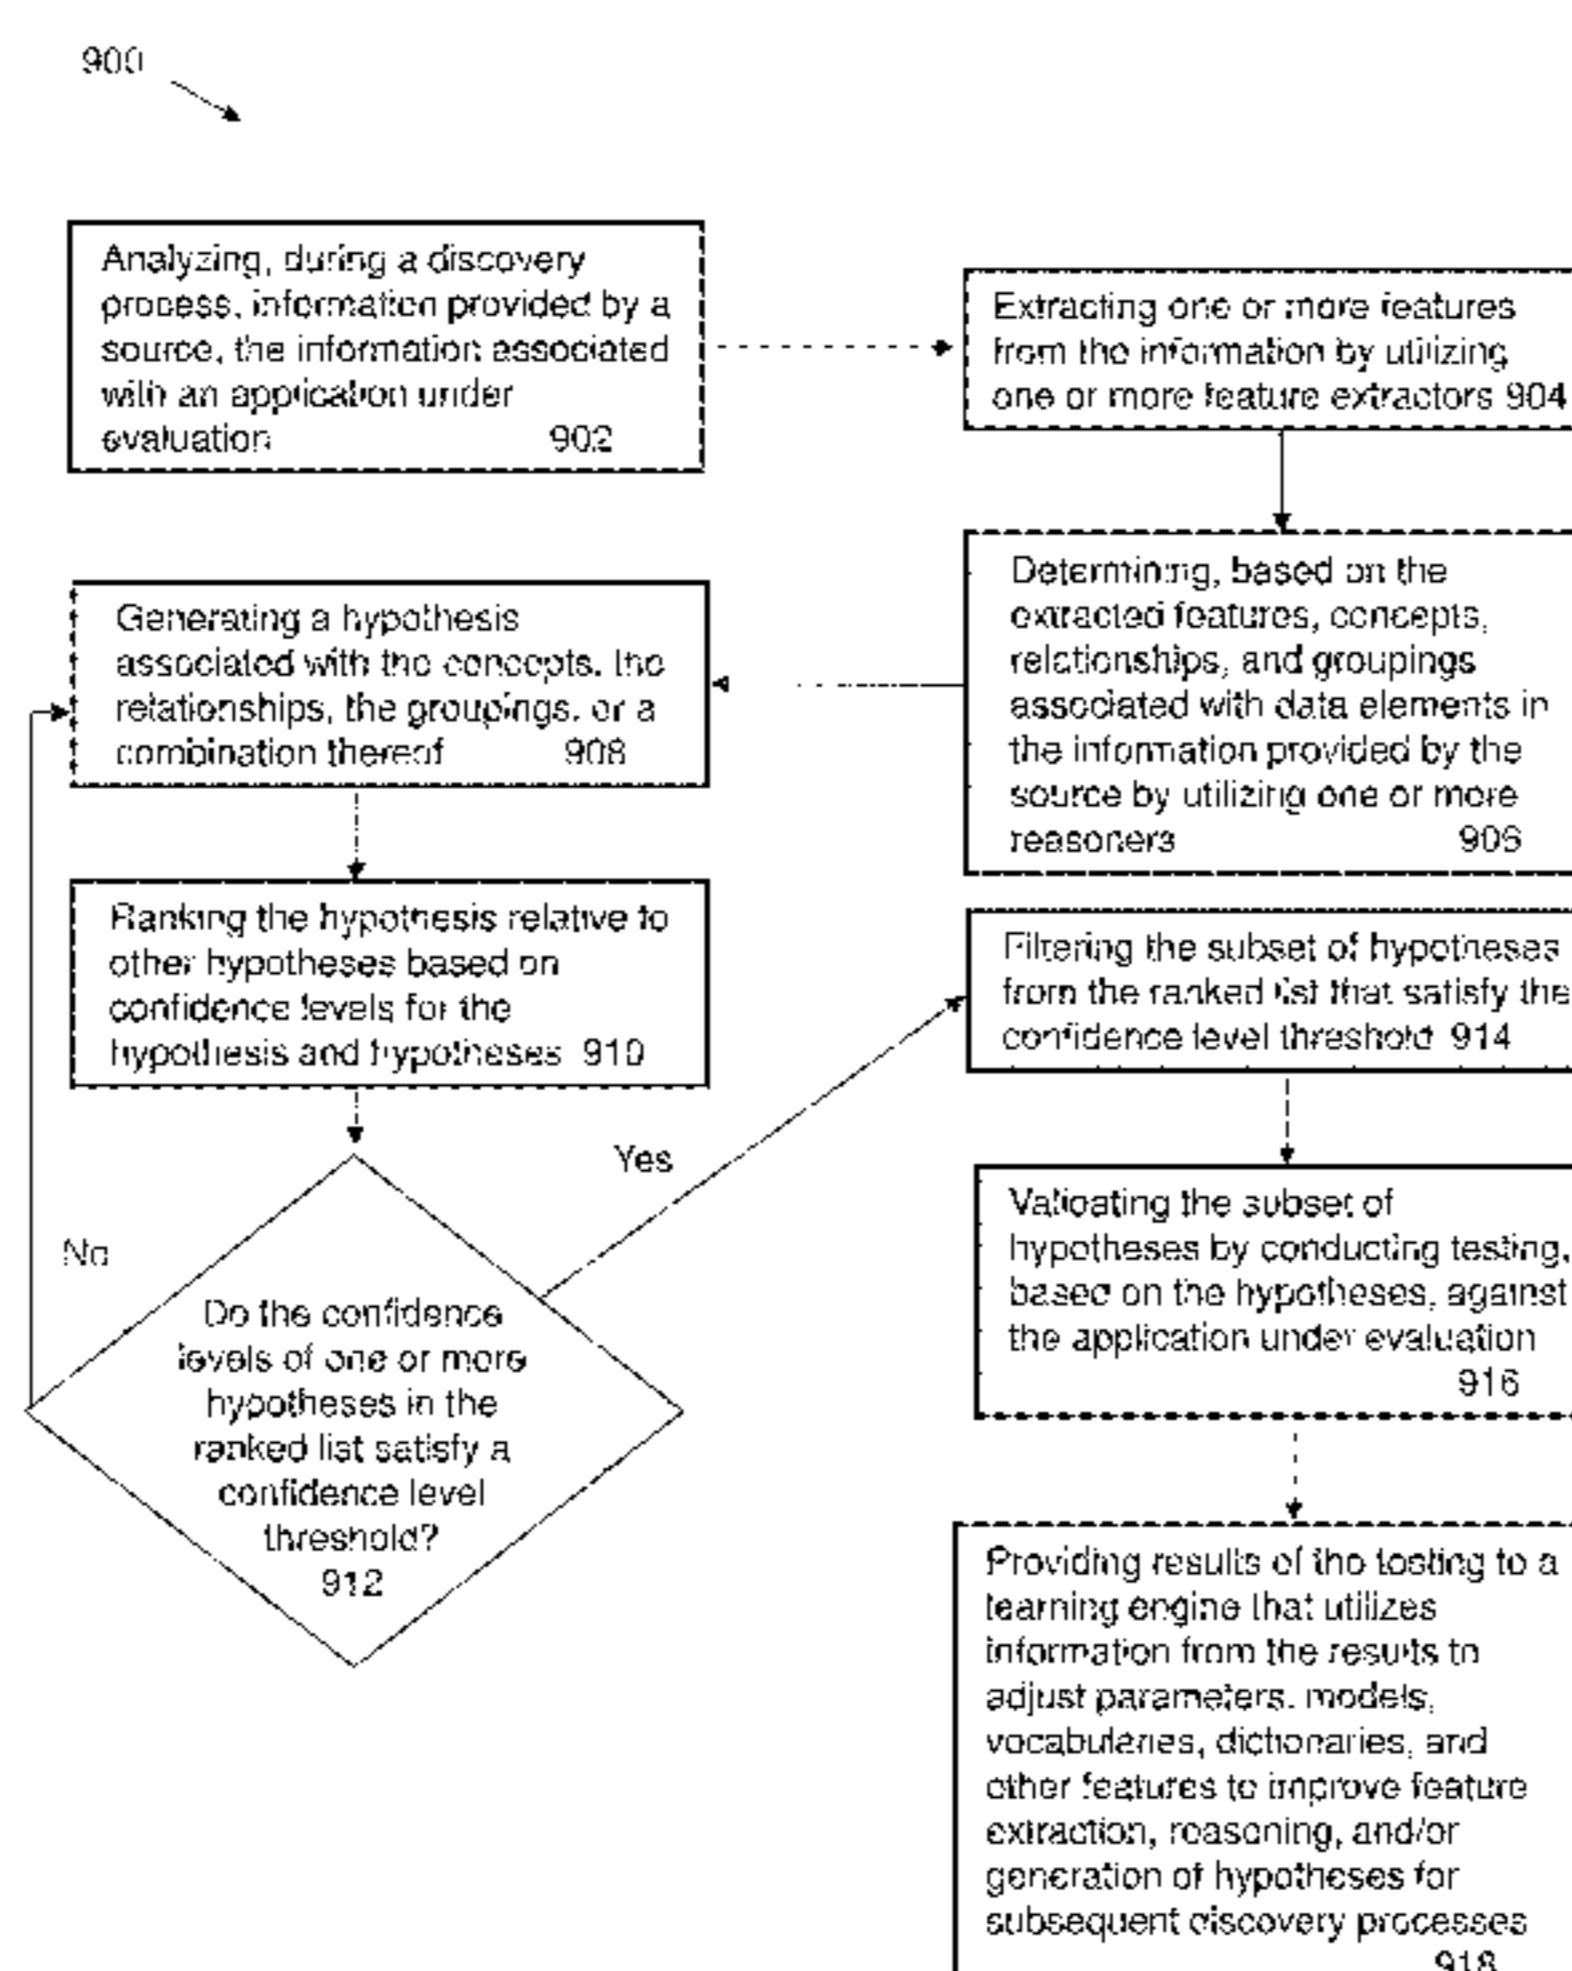 900
Analyzing, during a discovery
process, information provided by a
source, the information associated
with an application under
evaluation 902
Extracting one or more features
from the information by utilizing
one or more feature extractors 904
Determining, based on the
extracted features, concepts,
relationships, and groupings
associated with data elements in
the information provided by the
source by utilizing one or more
reasoners 906
Generating a hypothesis
associated with the concepts, the
relationships, the groupings, or a
combination thereof 908
Ranking the hypothesis relative to
other hypotheses based on
confidence levels for the
hypothesis and hypotheses 910
Do the confidence
levels of one or more
hypotheses in the
ranked list satisfy a
confidence level
threshold?
912
No
Yes
Filtering the subset of hypotheses
from the ranked list that satisfy the
confidence level threshold 914
Validating the subset of
hypotheses by conducting testing,
based on the hypotheses, against
the application under evaluation
916
Providing results of the testing to a
learning engine that utilizes
information from the results to
adjust parameters, models,
vocabularies, dictionaries, and
other features to improve feature
extraction, reasoning, and/or
generation of hypotheses for
subsequent discovery processes
918